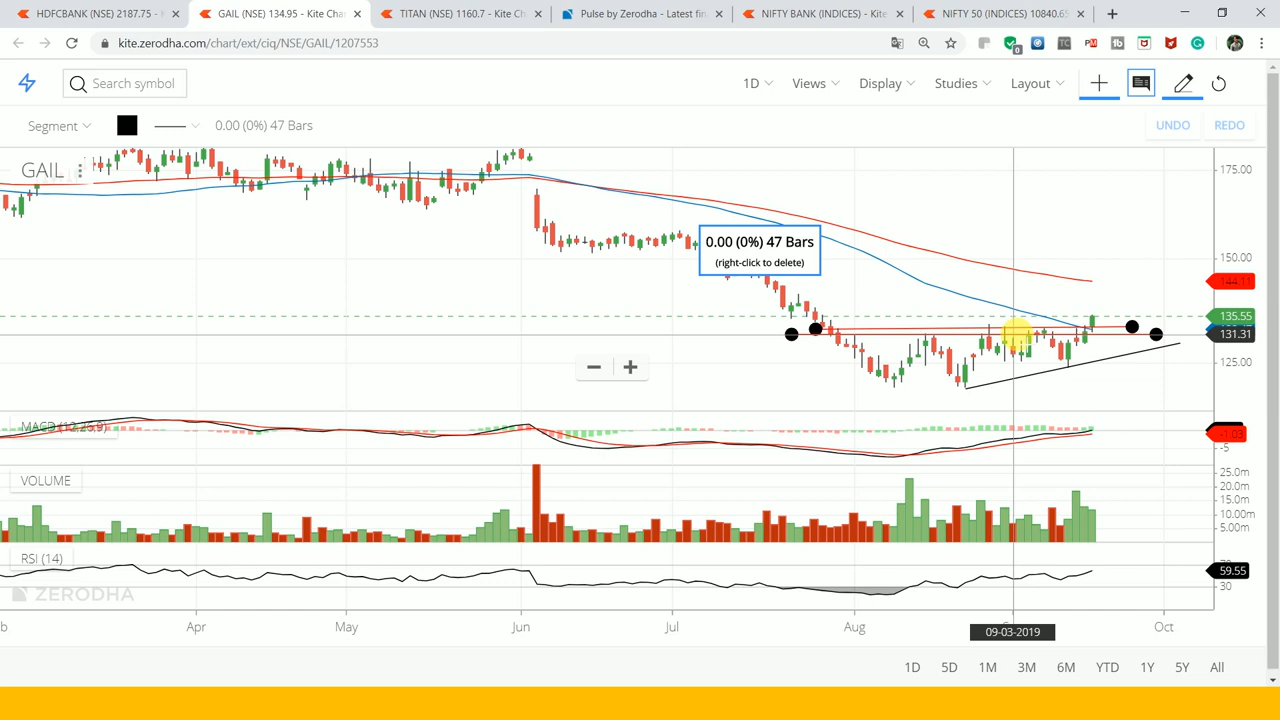 HDFCBANK (NSE) 2187.75 -
GAIL (NSE) 134.95 - Kite Char
TITAN (NSE) 1160.7 - Kite Ch
Pulse by Zerodha - Latest fin
NIFTY BANK (INDICES) - Kite
NIFTY 50 (INDICES) 10840.65
kite.zerodha.com/chart/ext/ciq/NSE/GAIL/1207553
Search symbol
1D
Views
Display
Studies
Layout
Segment
0.00 (0%) 47 Bars
UNDO
REDO
GAIL
175.00
0.00 (0%) 47 Bars
(right-click to delete)
150.00
144.11
135.55
131.31
125.00
MACD (12,26,9)
-1.03
-5
VOLUME
25.0m
20.0m
15.0m
10.00m
5.00m
RSI (14)
59.55
30
ZERODHA
Apr
May
Jun
Jul
Aug
09-03-2019
Oct
1D
5D
1M
3M
6M
YTD
1Y
5Y
All